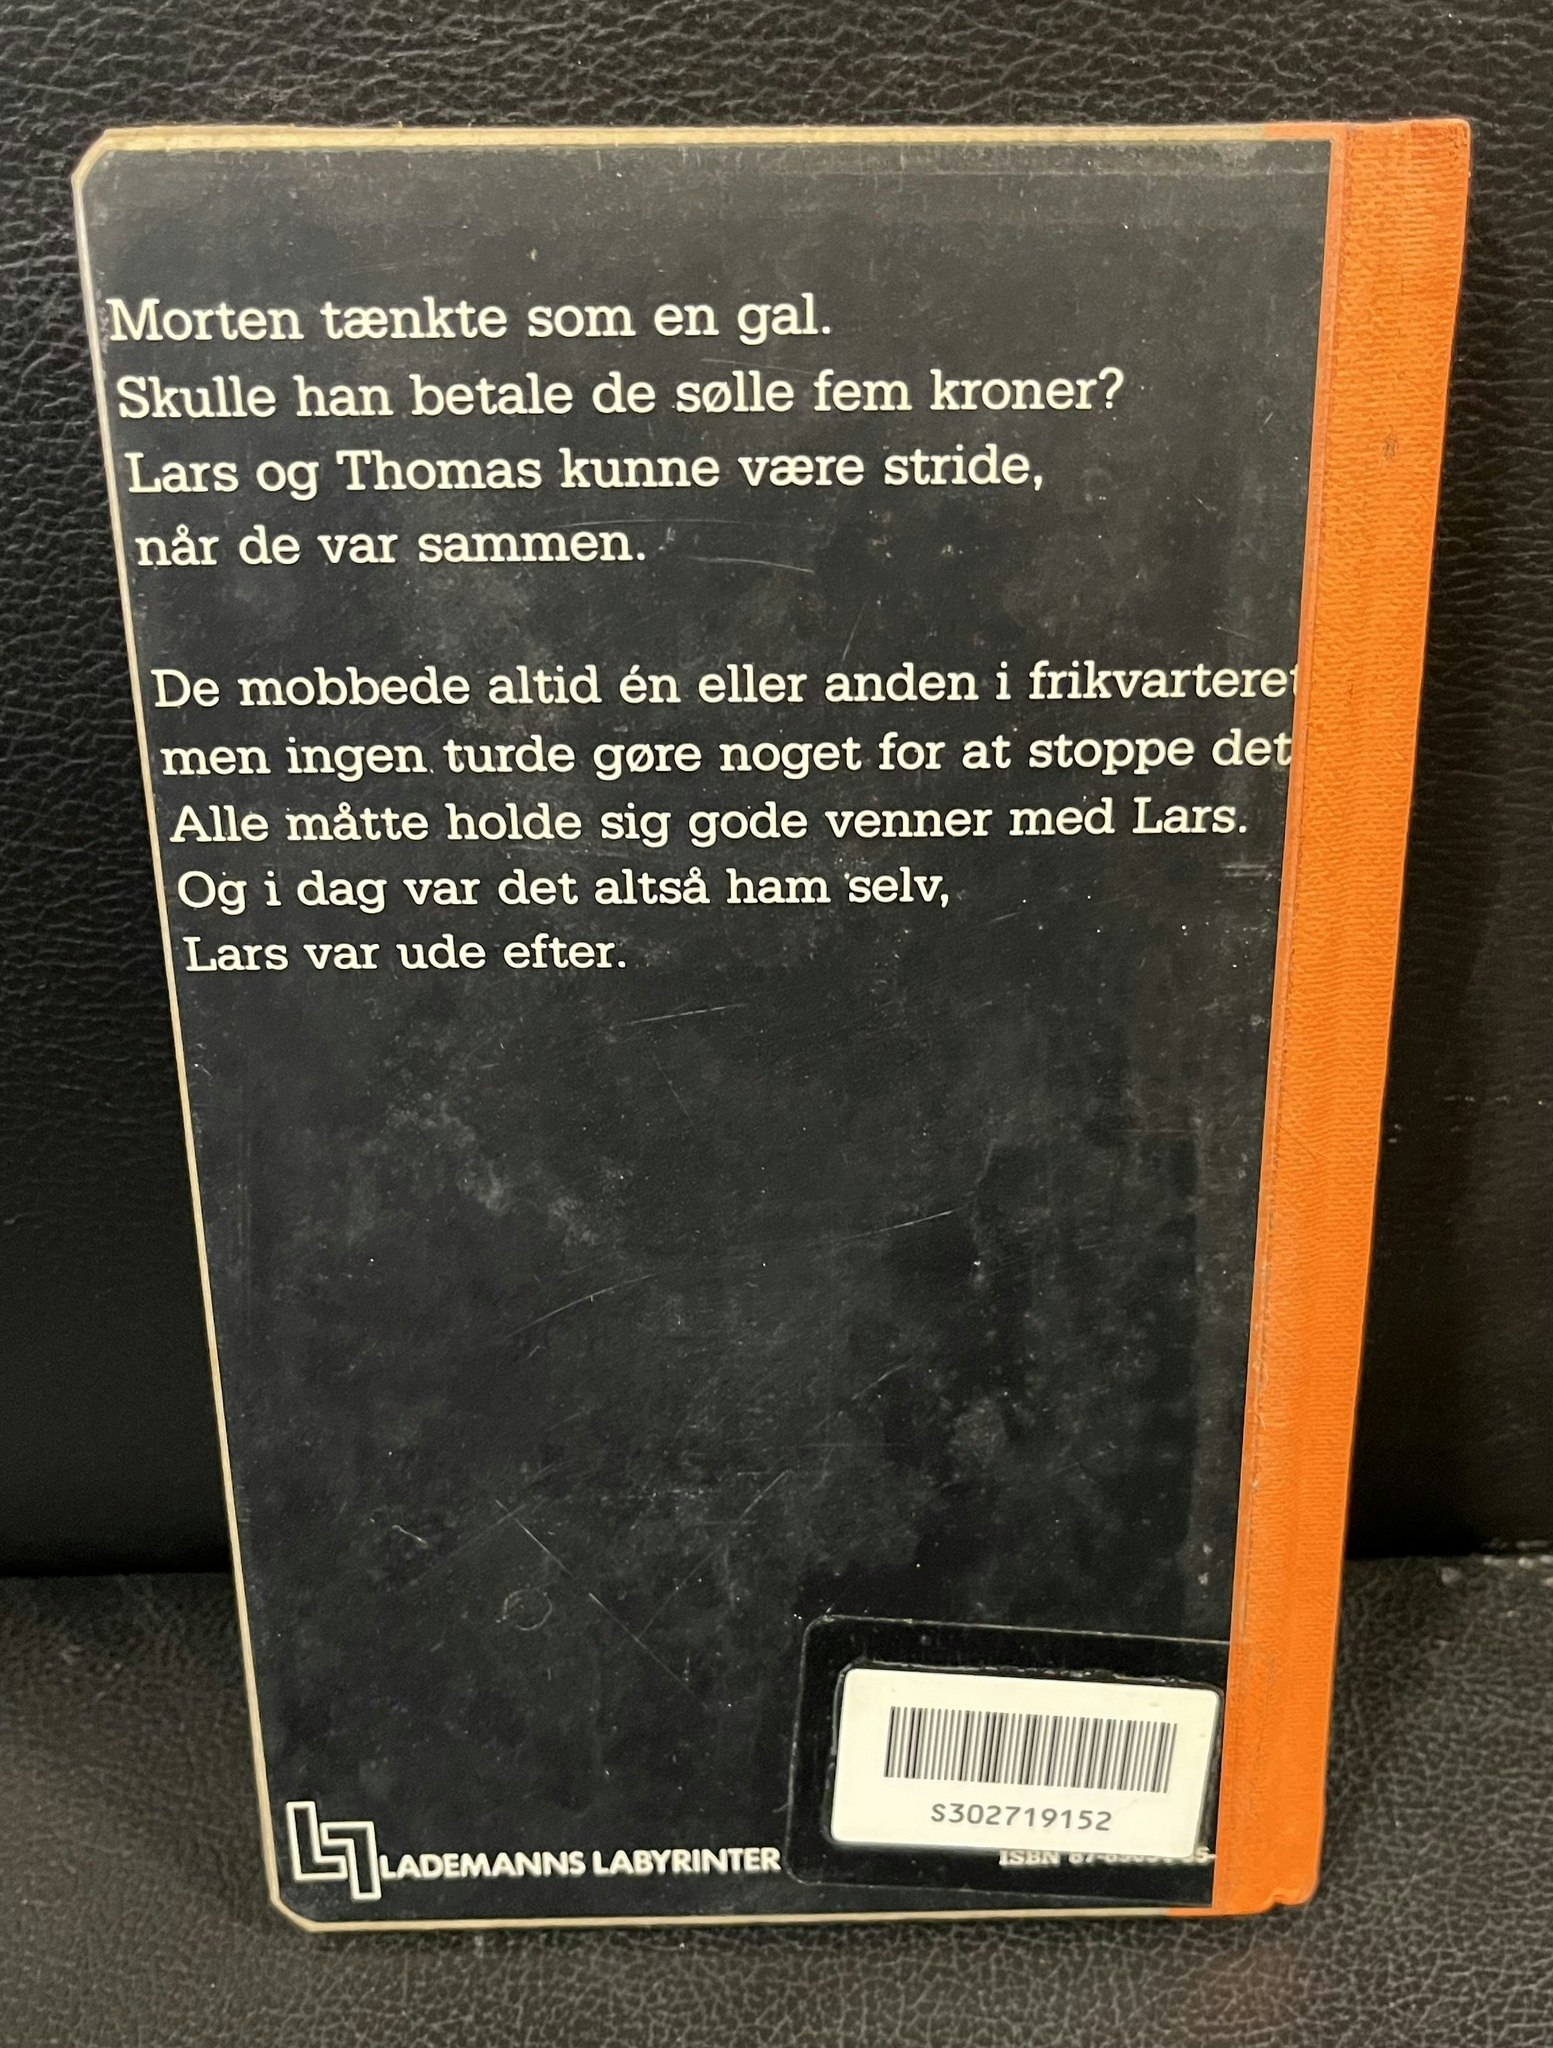 Morten tænkte som en gal.
Skulle han betale de sølle fem kroner?
Lars og Thomas kunne være stride,
når de var sammen.
De mobbede altid én eller anden i frikvarteret
men ingen turde gøre noget for at stoppe det
Alle måtte holde sig gode venner med Lars.
Og i dag var det altså ham selv,
Lars var ude efter.
S302719152
LADEMANNS LABYRINTER
ISBN